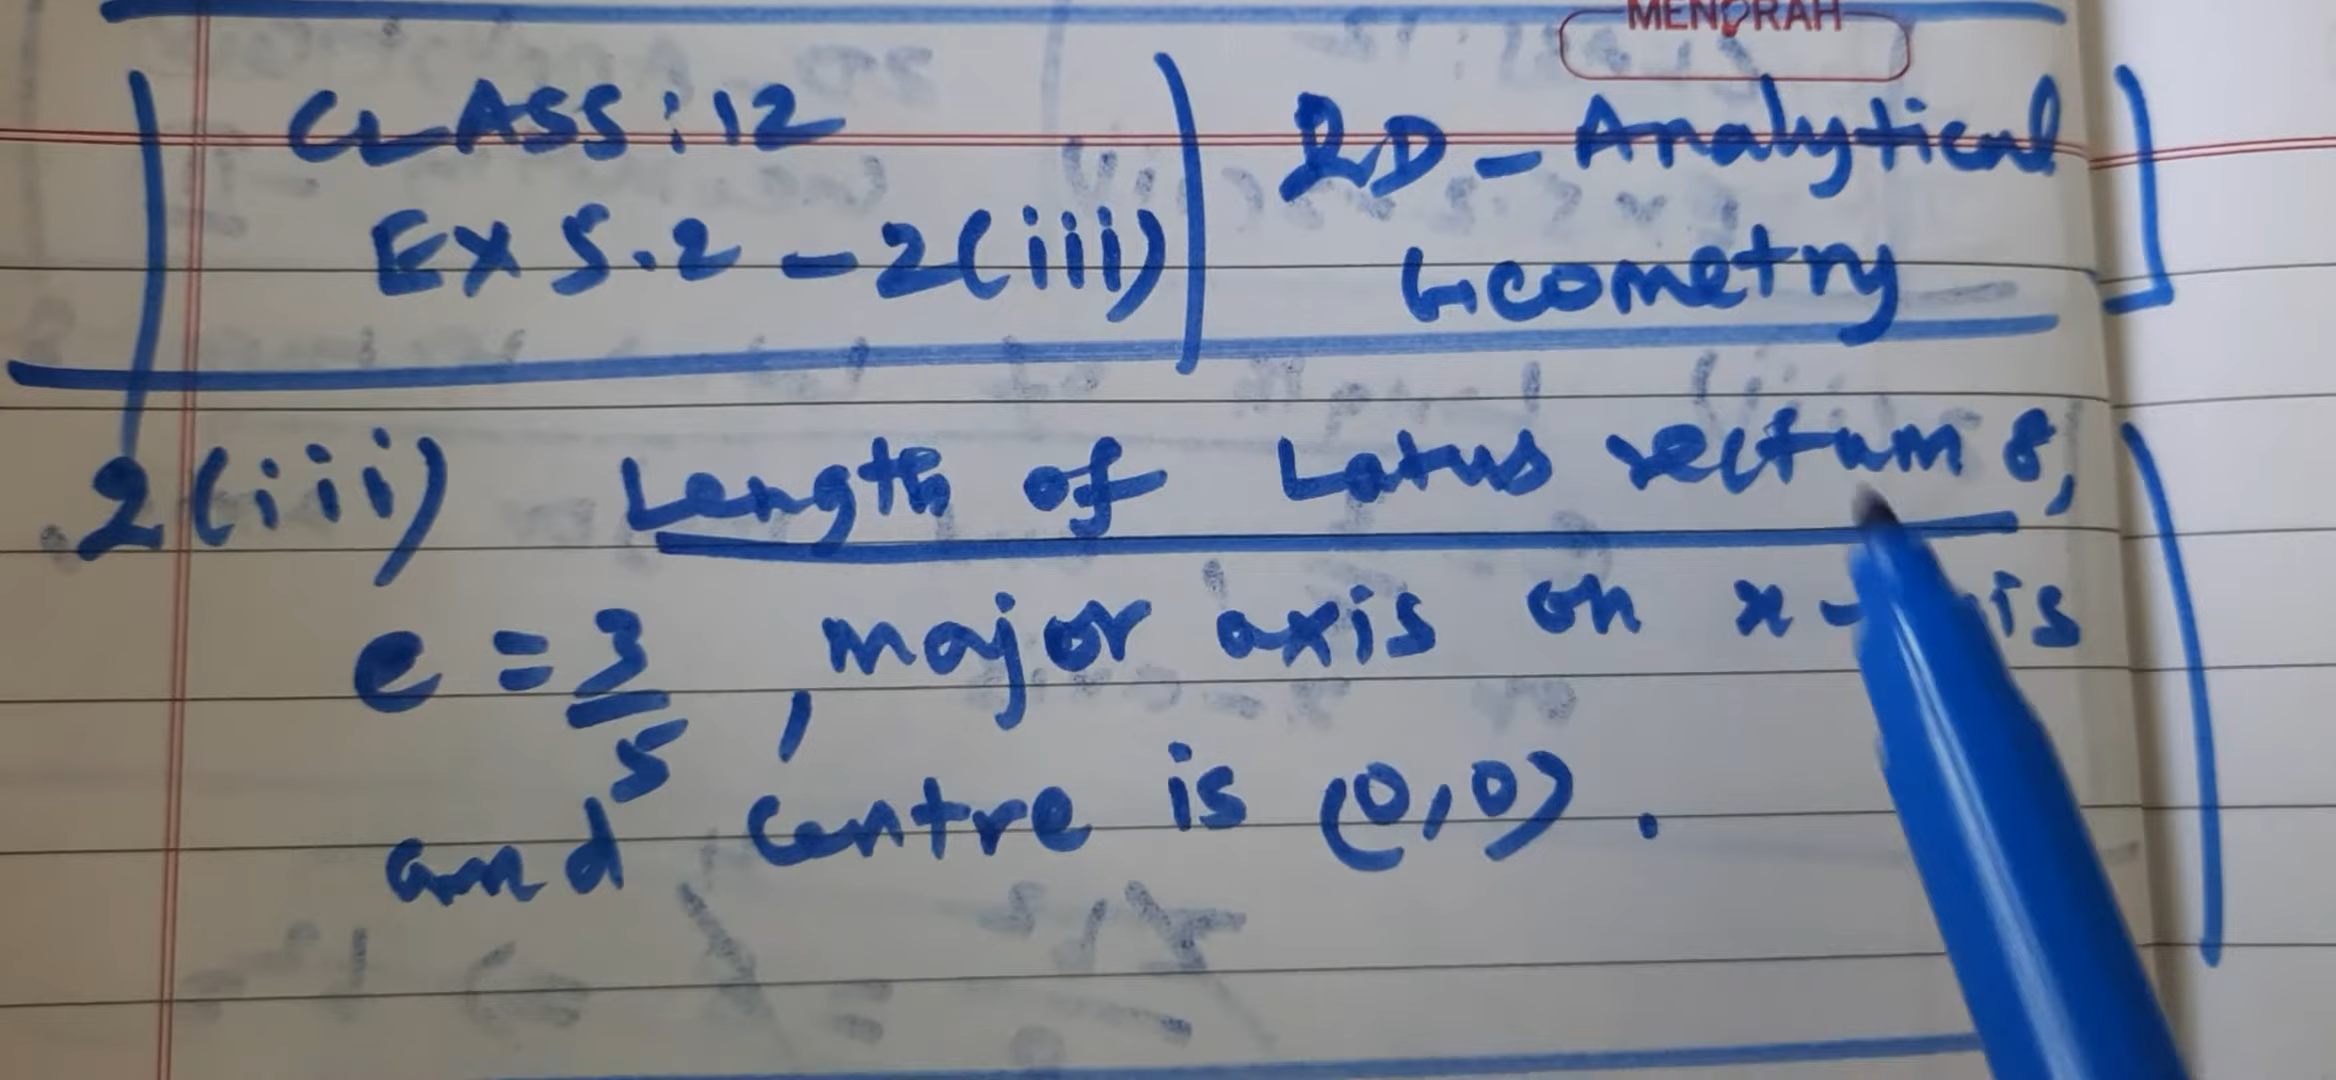 MENORAH
CLASS: 12
EX 5.2 - 2(iii)
2D - Analytical
Geometry
2(iii) Length of Latus rectum 8,
e = 3/5, major axis on x - is
and centre is (0,0).